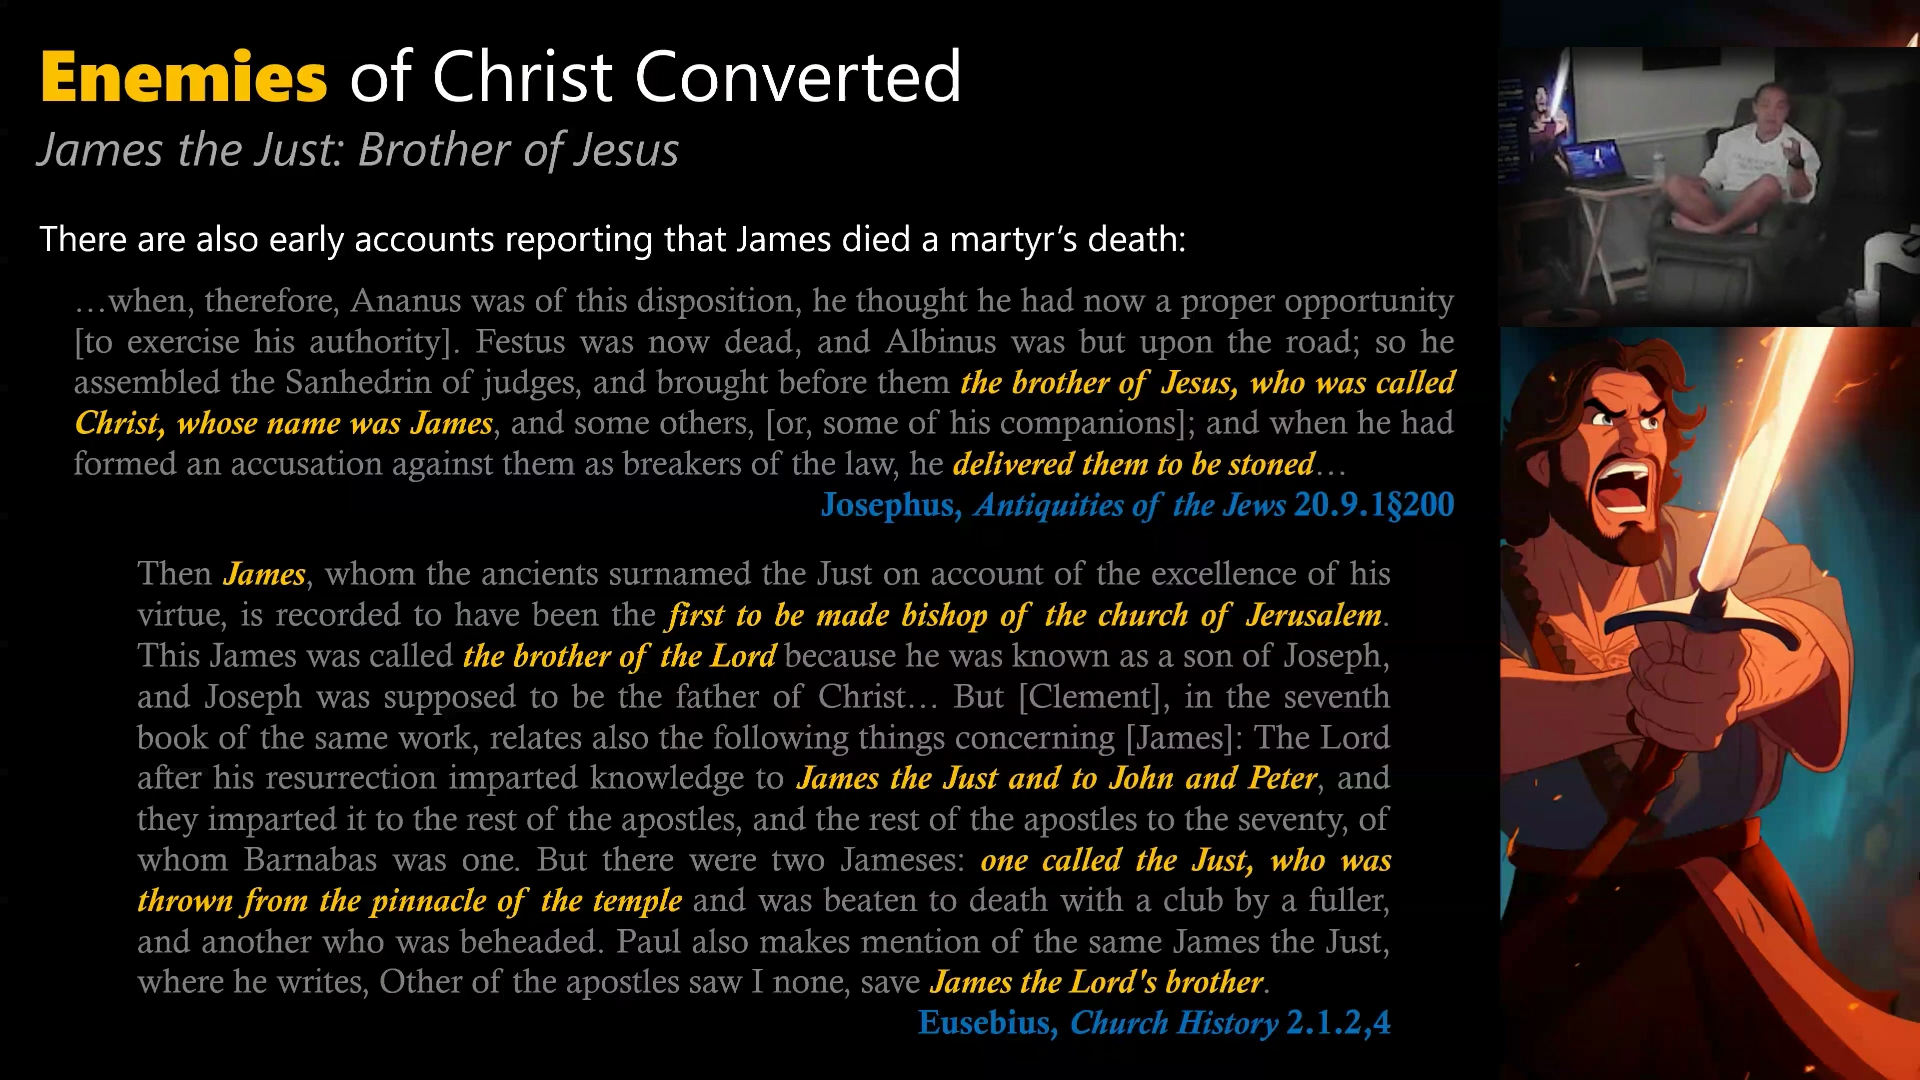 Enemies of Christ Converted
James the Just: Brother of Jesus
There are also early accounts reporting that James died a martyr’s death:
…when, therefore, Ananus was of this disposition, he thought he had now a proper opportunity
[to exercise his authority]. Festus was now dead, and Albinus was but upon the road; so he
assembled the Sanhedrin of judges, and brought before them the brother of Jesus, who was called
Christ, whose name was James, and some others, [or, some of his companions]; and when he had
formed an accusation against them as breakers of the law, he delivered them to be stoned…
Josephus, Antiquities of the Jews 20.9.1§200
Then James, whom the ancients surnamed the Just on account of the excellence of his
virtue, is recorded to have been the first to be made bishop of the church of Jerusalem.
This James was called the brother of the Lord because he was known as a son of Joseph,
and Joseph was supposed to be the father of Christ… But [Clement], in the seventh
book of the same work, relates also the following things concerning [James]: The Lord
after his resurrection imparted knowledge to James the Just and to John and Peter, and
they imparted it to the rest of the apostles, and the rest of the apostles to the seventy, of
whom Barnabas was one. But there were two Jameses: one called the Just, who was
thrown from the pinnacle of the temple and was beaten to death with a club by a fuller,
and another who was beheaded. Paul also makes mention of the same James the Just,
where he writes, Other of the apostles saw I none, save James the Lord's brother.
Eusebius, Church History 2.1.2,4